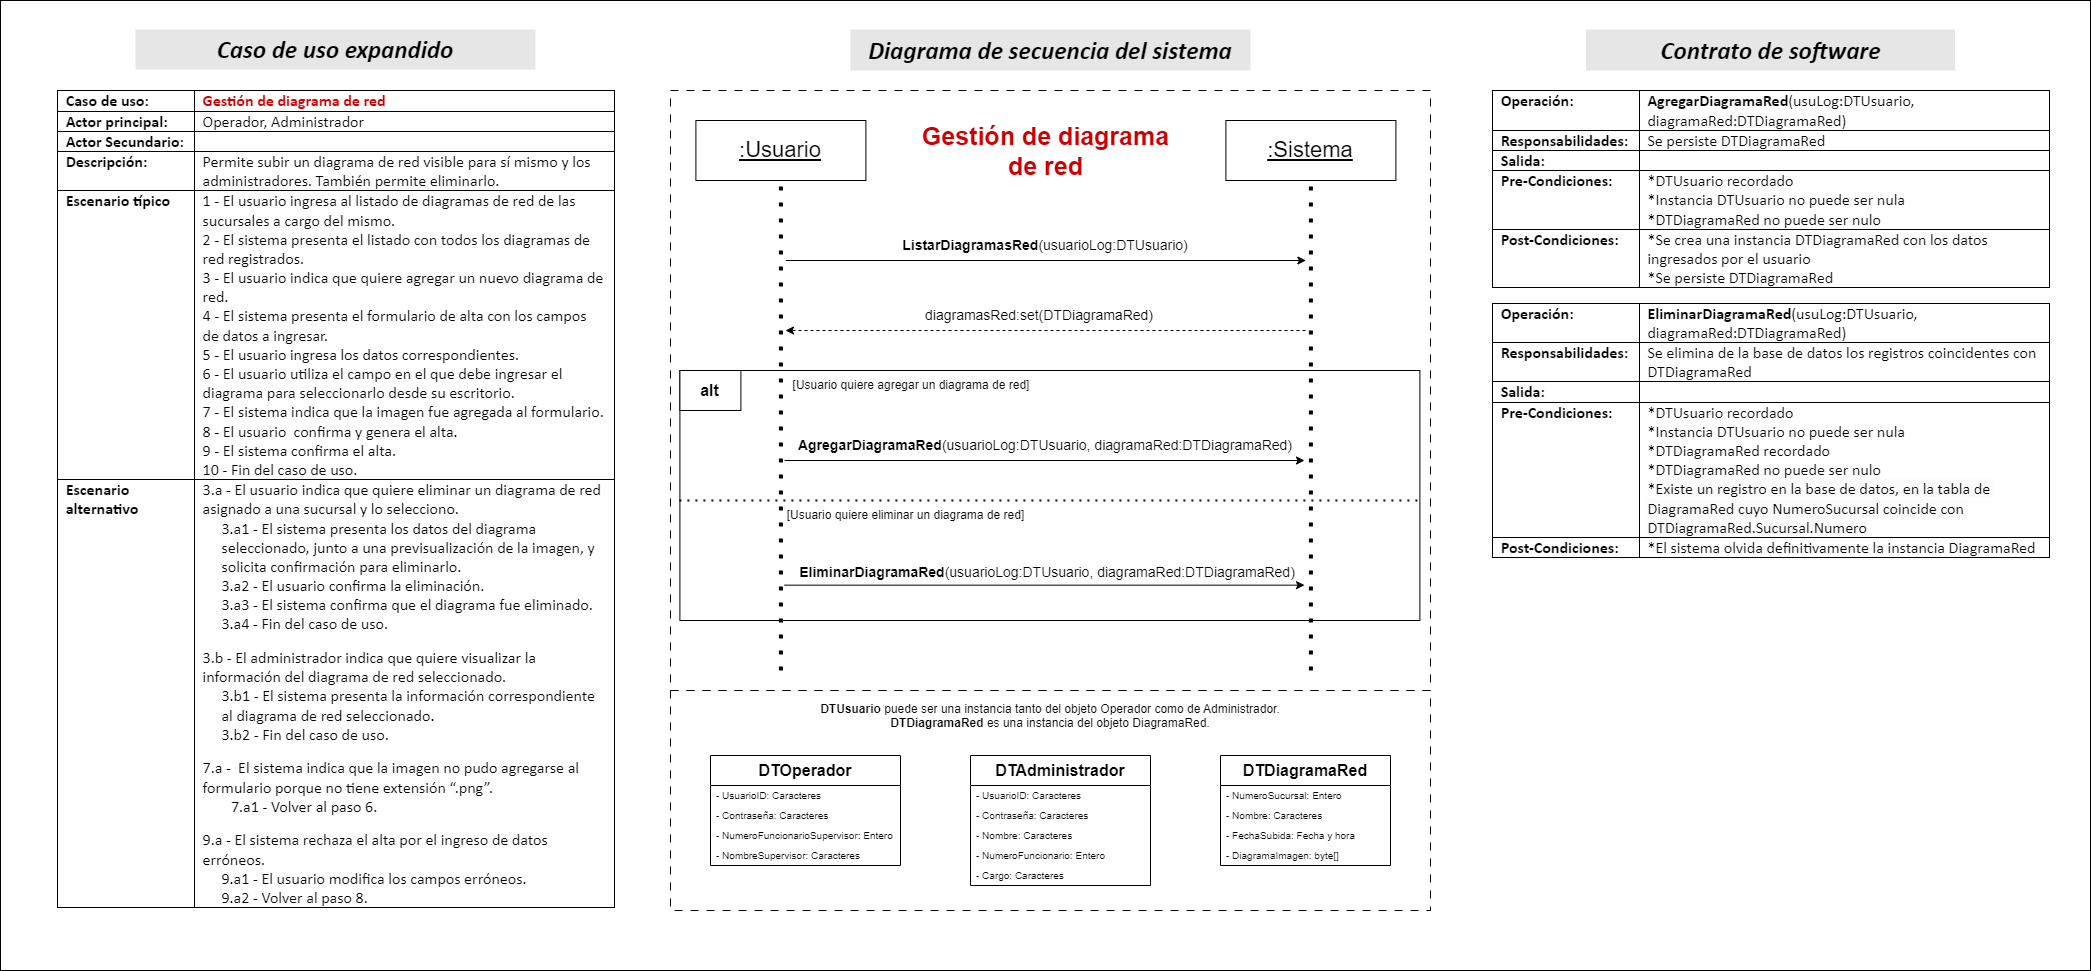 Caso de uso expandido
Caso de uso: Gestión de diagrama de red
Actor principal: Operador, Administrador
Actor Secundario:
Descripción: Permite subir un diagrama de red visible para sí mismo y los
administradores. También permite eliminarlo.
Escenario típico 1 - El usuario ingresa al listado de diagramas de red de las
sucursales a cargo del mismo.
2 - El sistema presenta el listado con todos los diagramas de
red registrados.
3 - El usuario indica que quiere agregar un nuevo diagrama de
red.
4 - El sistema presenta el formulario de alta con los campos
de datos a ingresar.
5 - El usuario ingresa los datos correspondientes.
6 - El usuario utiliza el campo en el que debe ingresar el
diagrama para seleccionarlo desde su escritorio.
7 - El sistema indica que la imagen fue agregada al formulario.
8 - El usuario  confirma y genera el alta.
9 - El sistema confirma el alta.
10 - Fin del caso de uso.
Escenario
alternativo
3.a - El usuario indica que quiere eliminar un diagrama de red
asignado a una sucursal y lo selecciono.
3.a1 - El sistema presenta los datos del diagrama
seleccionado, junto a una previsualización de la imagen, y
solicita confirmación para eliminarlo.
3.a2 - El usuario confirma la eliminación.
3.a3 - El sistema confirma que el diagrama fue eliminado.
3.a4 - Fin del caso de uso.
3.b - El administrador indica que quiere visualizar la
información del diagrama de red seleccionado.
3.b1 - El sistema presenta la información correspondiente
al diagrama de red seleccionado.
3.b2 - Fin del caso de uso.
7.a -  El sistema indica que la imagen no pudo agregarse al
formulario porque no tiene extensión “.png”.
7.a1 - Volver al paso 6.
9.a - El sistema rechaza el alta por el ingreso de datos
erróneos.
9.a1 - El usuario modifica los campos erróneos.
9.a2 - Volver al paso 8.
Diagrama de secuencia del sistema
:Usuario
Gestión de diagrama
de red
:Sistema
ListarDiagramasRed(usuarioLog:DTUsuario)
diagramasRed:set(DTDiagramaRed)
alt
[Usuario quiere agregar un diagrama de red]
AgregarDiagramaRed(usuarioLog:DTUsuario, diagramaRed:DTDiagramaRed)
[Usuario quiere eliminar un diagrama de red]
EliminarDiagramaRed(usuarioLog:DTUsuario, diagramaRed:DTDiagramaRed)
DTUsuario puede ser una instancia tanto del objeto Operador como de Administrador.
DTDiagramaRed es una instancia del objeto DiagramaRed.
DTOperador
- UsuarioID: Caracteres
- Contraseña: Caracteres
- NumeroFuncionarioSupervisor: Entero
- NombreSupervisor: Caracteres
DTAdministrador
- UsuarioID: Caracteres
- Contraseña: Caracteres
- Nombre: Caracteres
- NumeroFuncionario: Entero
- Cargo: Caracteres
DTDiagramaRed
- NumeroSucursal: Entero
- Nombre: Caracteres
- FechaSubida: Fecha y hora
- DiagramaImagen: byte[]
Contrato de software
Operación: AgregarDiagramaRed(usuLog:DTUsuario,
diagramaRed:DTDiagramaRed)
Responsabilidades: Se persiste DTDiagramaRed
Salida:
Pre-Condiciones: *DTUsuario recordado
*Instancia DTUsuario no puede ser nula
*DTDiagramaRed no puede ser nulo
Post-Condiciones: *Se crea una instancia DTDiagramaRed con los datos
ingresados por el usuario
*Se persiste DTDiagramaRed
Operación: EliminarDiagramaRed(usuLog:DTUsuario,
diagramaRed:DTDiagramaRed)
Responsabilidades: Se elimina de la base de datos los registros coincidentes con
DTDiagramaRed
Salida:
Pre-Condiciones: *DTUsuario recordado
*Instancia DTUsuario no puede ser nula
*DTDiagramaRed recordado
*DTDiagramaRed no puede ser nulo
*Existe un registro en la base de datos, en la tabla de
DiagramaRed cuyo NumeroSucursal coincide con
DTDiagramaRed.Sucursal.Numero
Post-Condiciones: *El sistema olvida definitivamente la instancia DiagramaRed